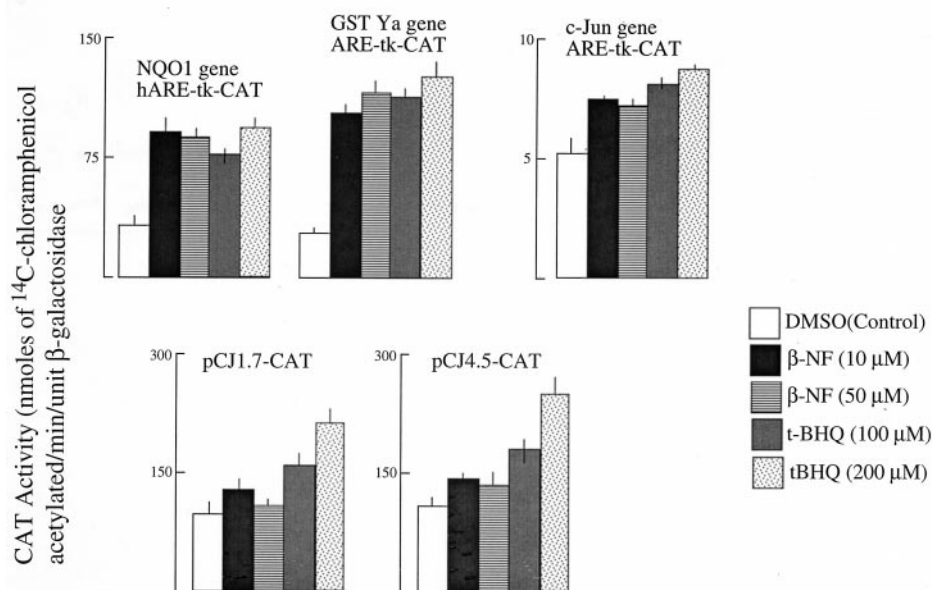 CAT Activity (nmoles of ¹⁴C-chloramphenicol
acetylated/min/unit β-galactosidase
150
75
NQO1 gene
hARE-tk-CAT
GST Ya gene
ARE-tk-CAT
10
5
0
c-Jun gene
ARE-tk-CAT
300
150
pCJ1.7-CAT
300
150
pCJ4.5-CAT
DMSO(Control)
β-NF (10 μM)
β-NF (50 μM)
t-BHQ (100 μM)
tBHQ (200 μM)